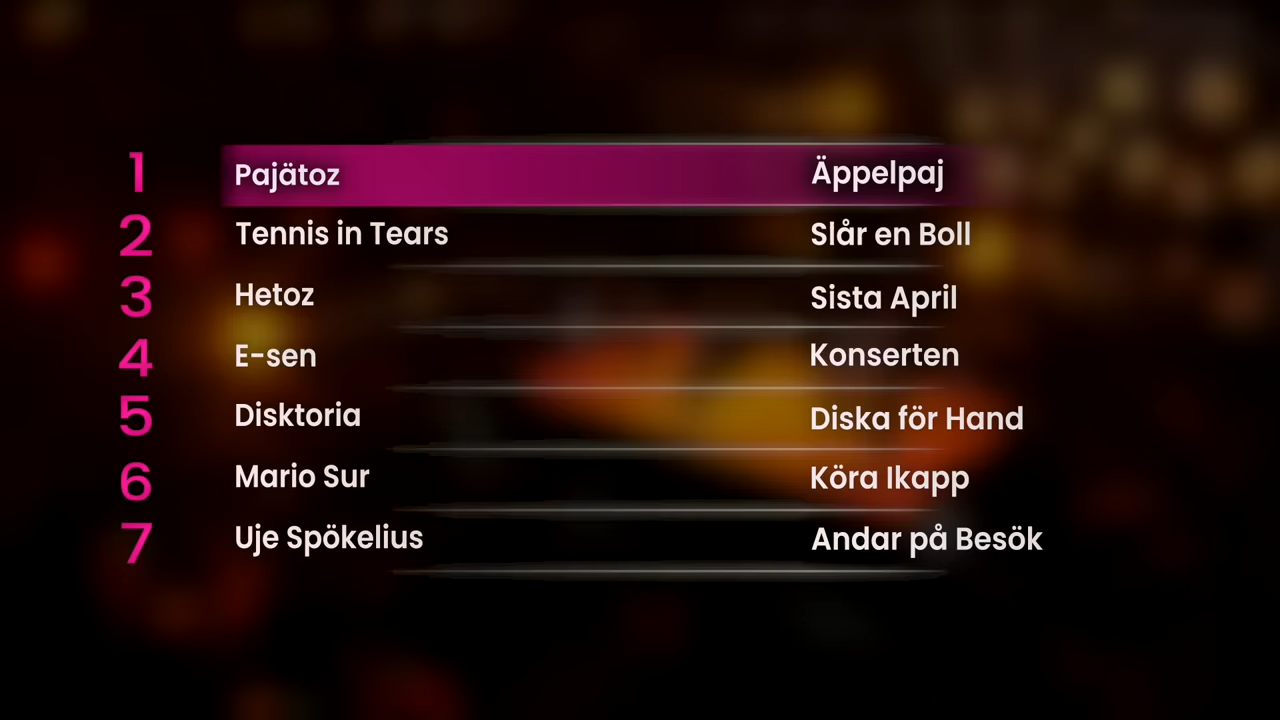 1 Pajätoz Äppelpaj
2 Tennis in Tears Slår en Boll
3 Hetoz Sista April
4 E-sen Konserten
5 Disktoria Diska för Hand
6 Mario Sur Köra Ikapp
7 Uje Spökelius Andar på Besök